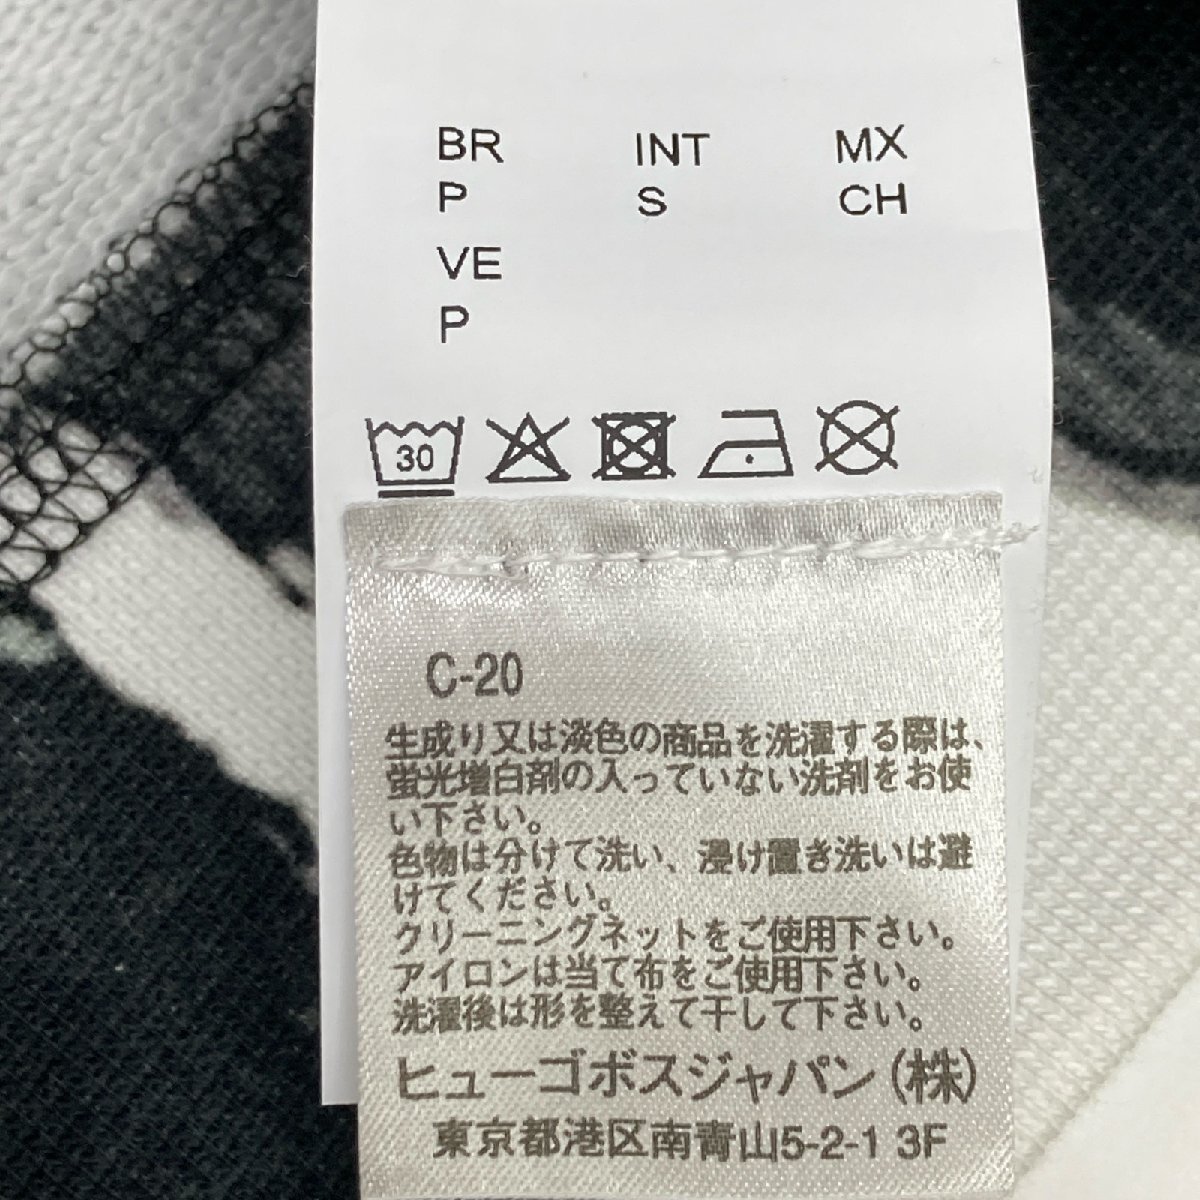 BR INT MX
P S CH
VE
P
30
C-20
生成り又は淡色の商品を洗濯する際は、
蛍光増白剤の入っていない洗剤をお使
い下さい。
色物は分けて洗い、浸け置き洗いは避
けてください。
クリーニングネットをご使用下さい。
アイロンは当て布をご使用下さい。
洗濯後は形を整えて干して下さい。
ヒューゴボスジャパン(株)
東京都港区南青山5-2-1 3F